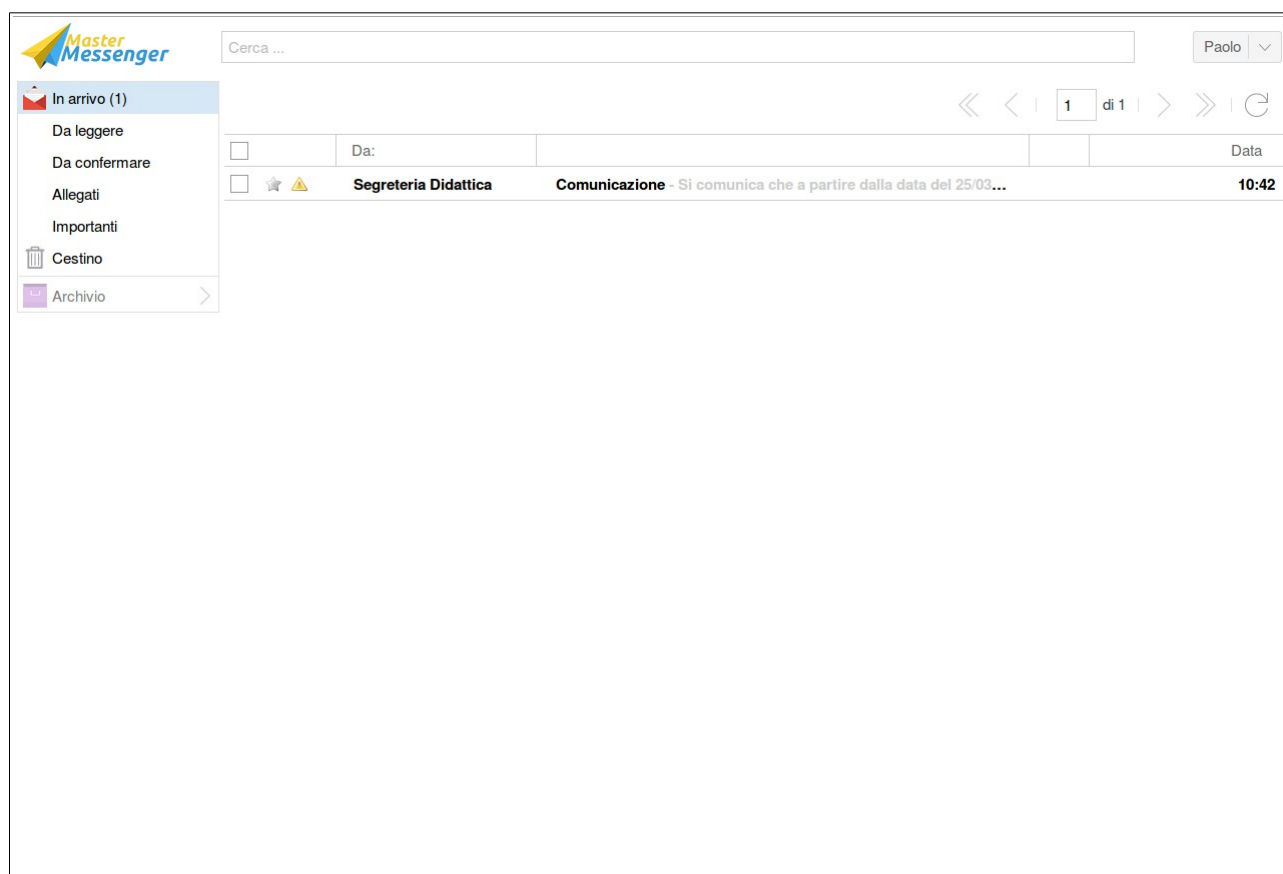 Master
Messenger
Cerca ...
Paolo
In arrivo (1)
Da leggere
Da confermare
Allegati
Importanti
Cestino
Archivio
1 di 1
Da: Data
Segreteria Didattica Comunicazione - Si comunica che a partire dalla data del 25/03... 10:42